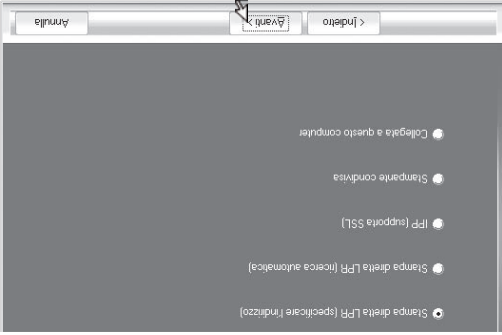 Stampa diretta LPR (specificare l'indirizzo)
Stampa diretta LPR (ricerca automatica)
IPP (supporta SSL)
Stampante condivisa
Collegata a questo computer
< Indietro
Avanti >
Annulla